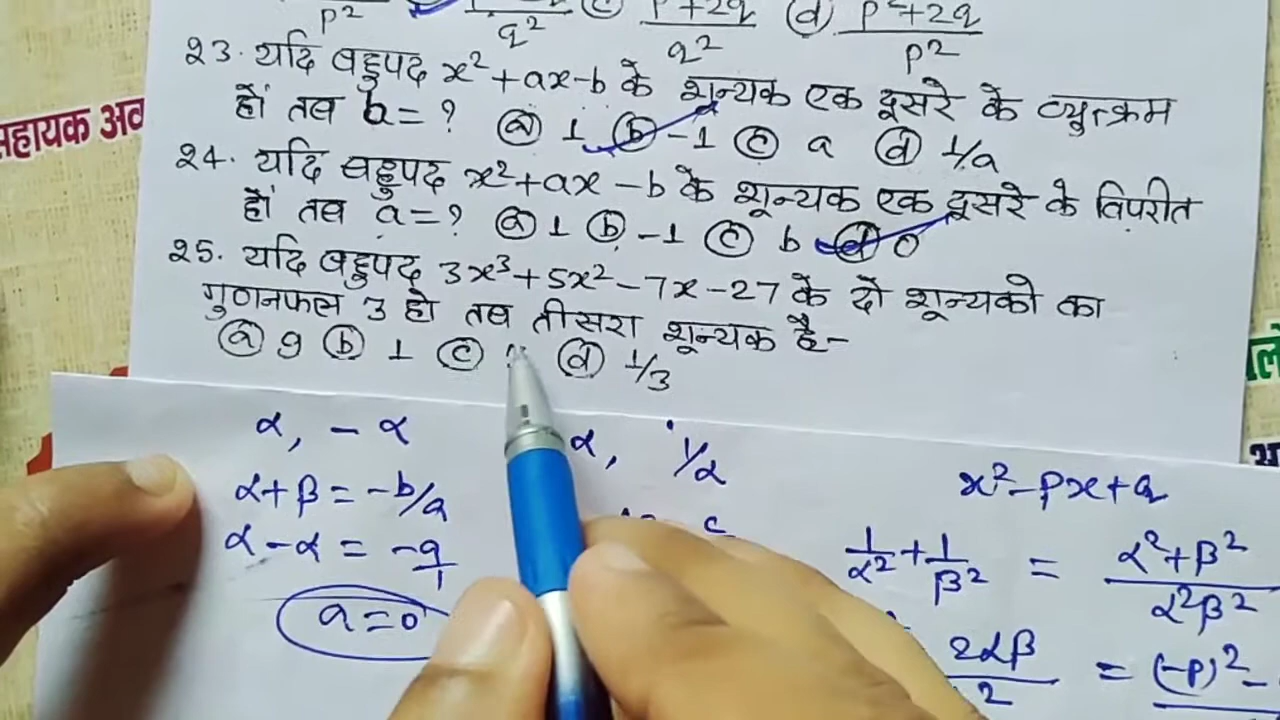 p² q² ⓒ p+2q/q² ⓓ p²+2q/p²
23. यदि बहुपद x²+ax-b के शून्यक एक दूसरे के व्युत्क्रम
हों तब b=? ⓐ 1 ⓑ -1 ⓒ a ⓓ 1/a
24. यदि बहुपद x²+ax-b के शून्यक एक दूसरे के विपरीत
हों तब a=? ⓐ 1 ⓑ -1 ⓒ b ⓓ 0
25. यदि बहुपद 3x³+5x²-7x-27 के दो शून्यको का
गुणनफल 3 हो तब तीसरा शून्यक है-
ⓐ 9 ⓑ 1 ⓒ ⓓ 1/3
सहायक अव
α, -α
α+β = -b/a
α-α = -a/1
a=0
α, 1/α
x²-px+q
1/α² + 1/β² = α²+β²/α²β²
2αβ = (-p)²-